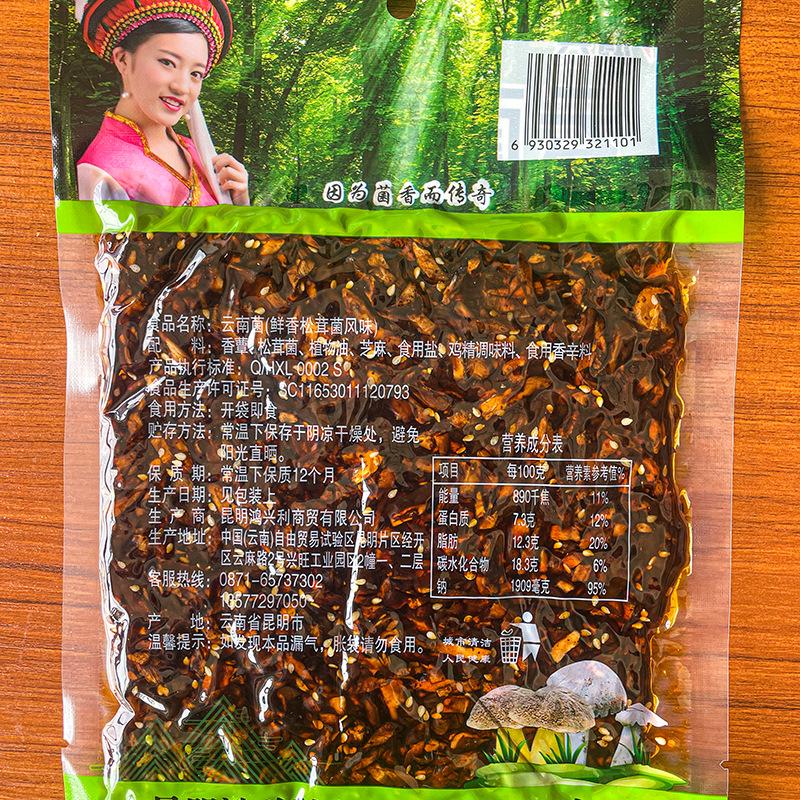 6 930329 321101
因为菌香而传奇
食品名称：云南菌(鲜香松茸菌风味)
配 料：香蕈、松茸菌、植物油、芝麻、食用盐、鸡精调味料、食用香辛料
产品执行标准：Q/HXL 0002 S
食品生产许可证号：SC11653011120793
食用方法：开袋即食
贮存方法：常温下保存于阴凉干燥处，避免
阳光直晒。
保 质 期：常温下保质12个月
生产日期：见包装上
生 产 商：昆明鸿兴利商贸有限公司
生产地址：中国(云南)自由贸易试验区昆明片区经开
区云麻路2号兴旺工业园区2幢一、二层
客服热线：0871-65737302
16577297050
产 地：云南省昆明市
温馨提示：如发现本品漏气，胀袋请勿食用。
营养成分表
项目 每100克 营养素参考值%
能量 890千焦 11%
蛋白质 7.3克 12%
脂肪 12.3克 20%
碳水化合物 18.3克 6%
钠 1909毫克 95%
城市清洁
人民健康